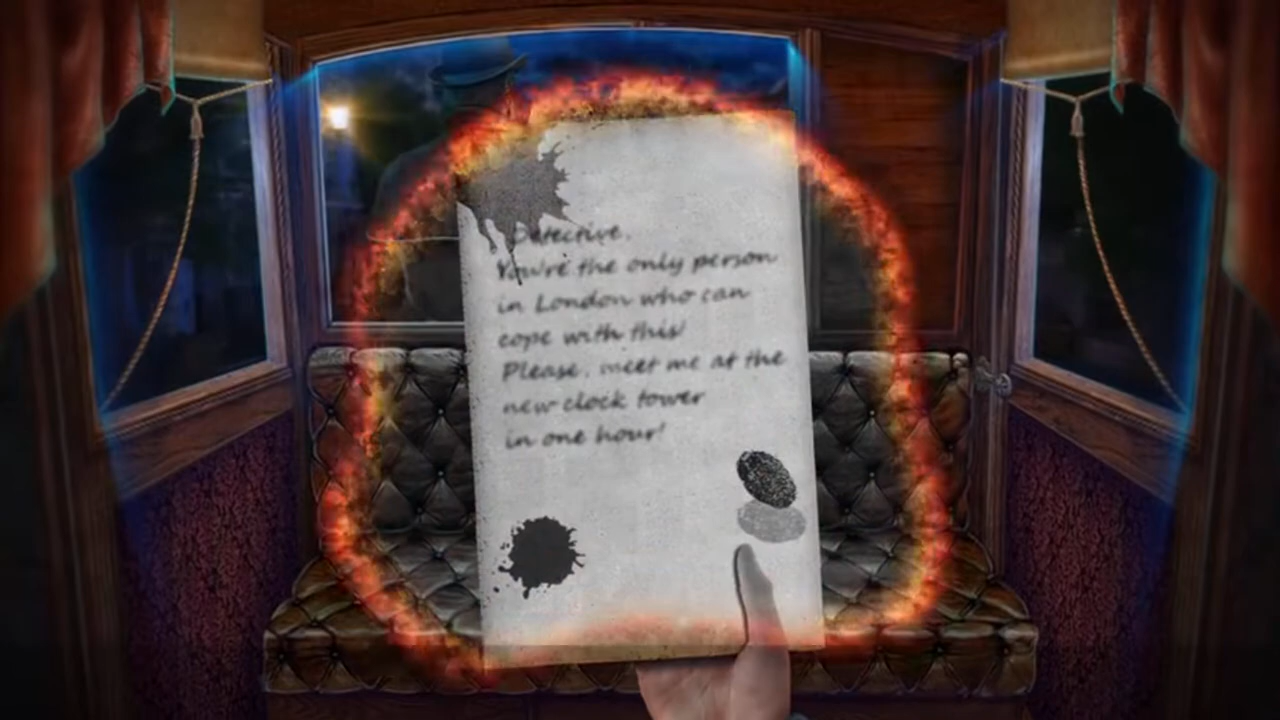 Detective.
You're the only person
in London who can
cope with this!
Please, meet me at the
new clock tower
in one hour!